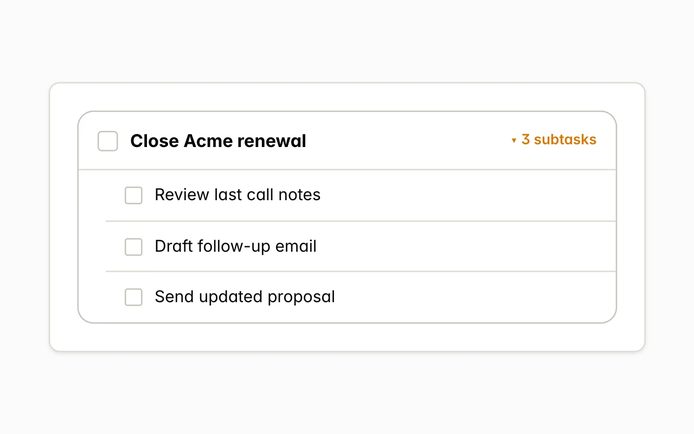 Close Acme renewal
▾ 3 subtasks
Review last call notes
Draft follow-up email
Send updated proposal